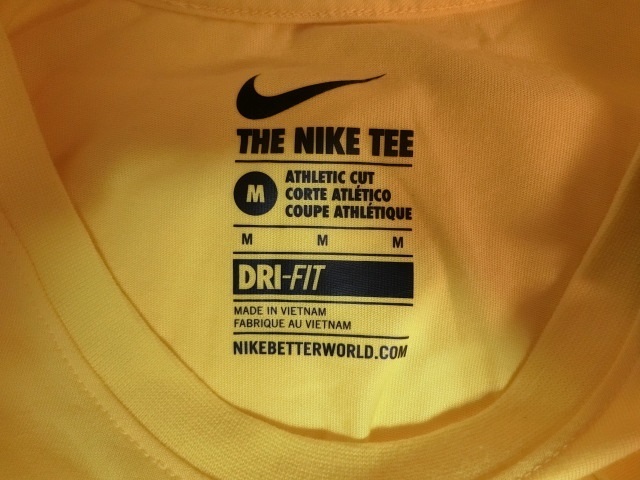 THE NIKE TEE
M
ATHLETIC CUT
CORTE ATLÉTICO
COUPE ATHLÉTIQUE
M M M
DRI-FIT
MADE IN VIETNAM
FABRIQUE AU VIETNAM
NIKEBETTERWORLD.COM